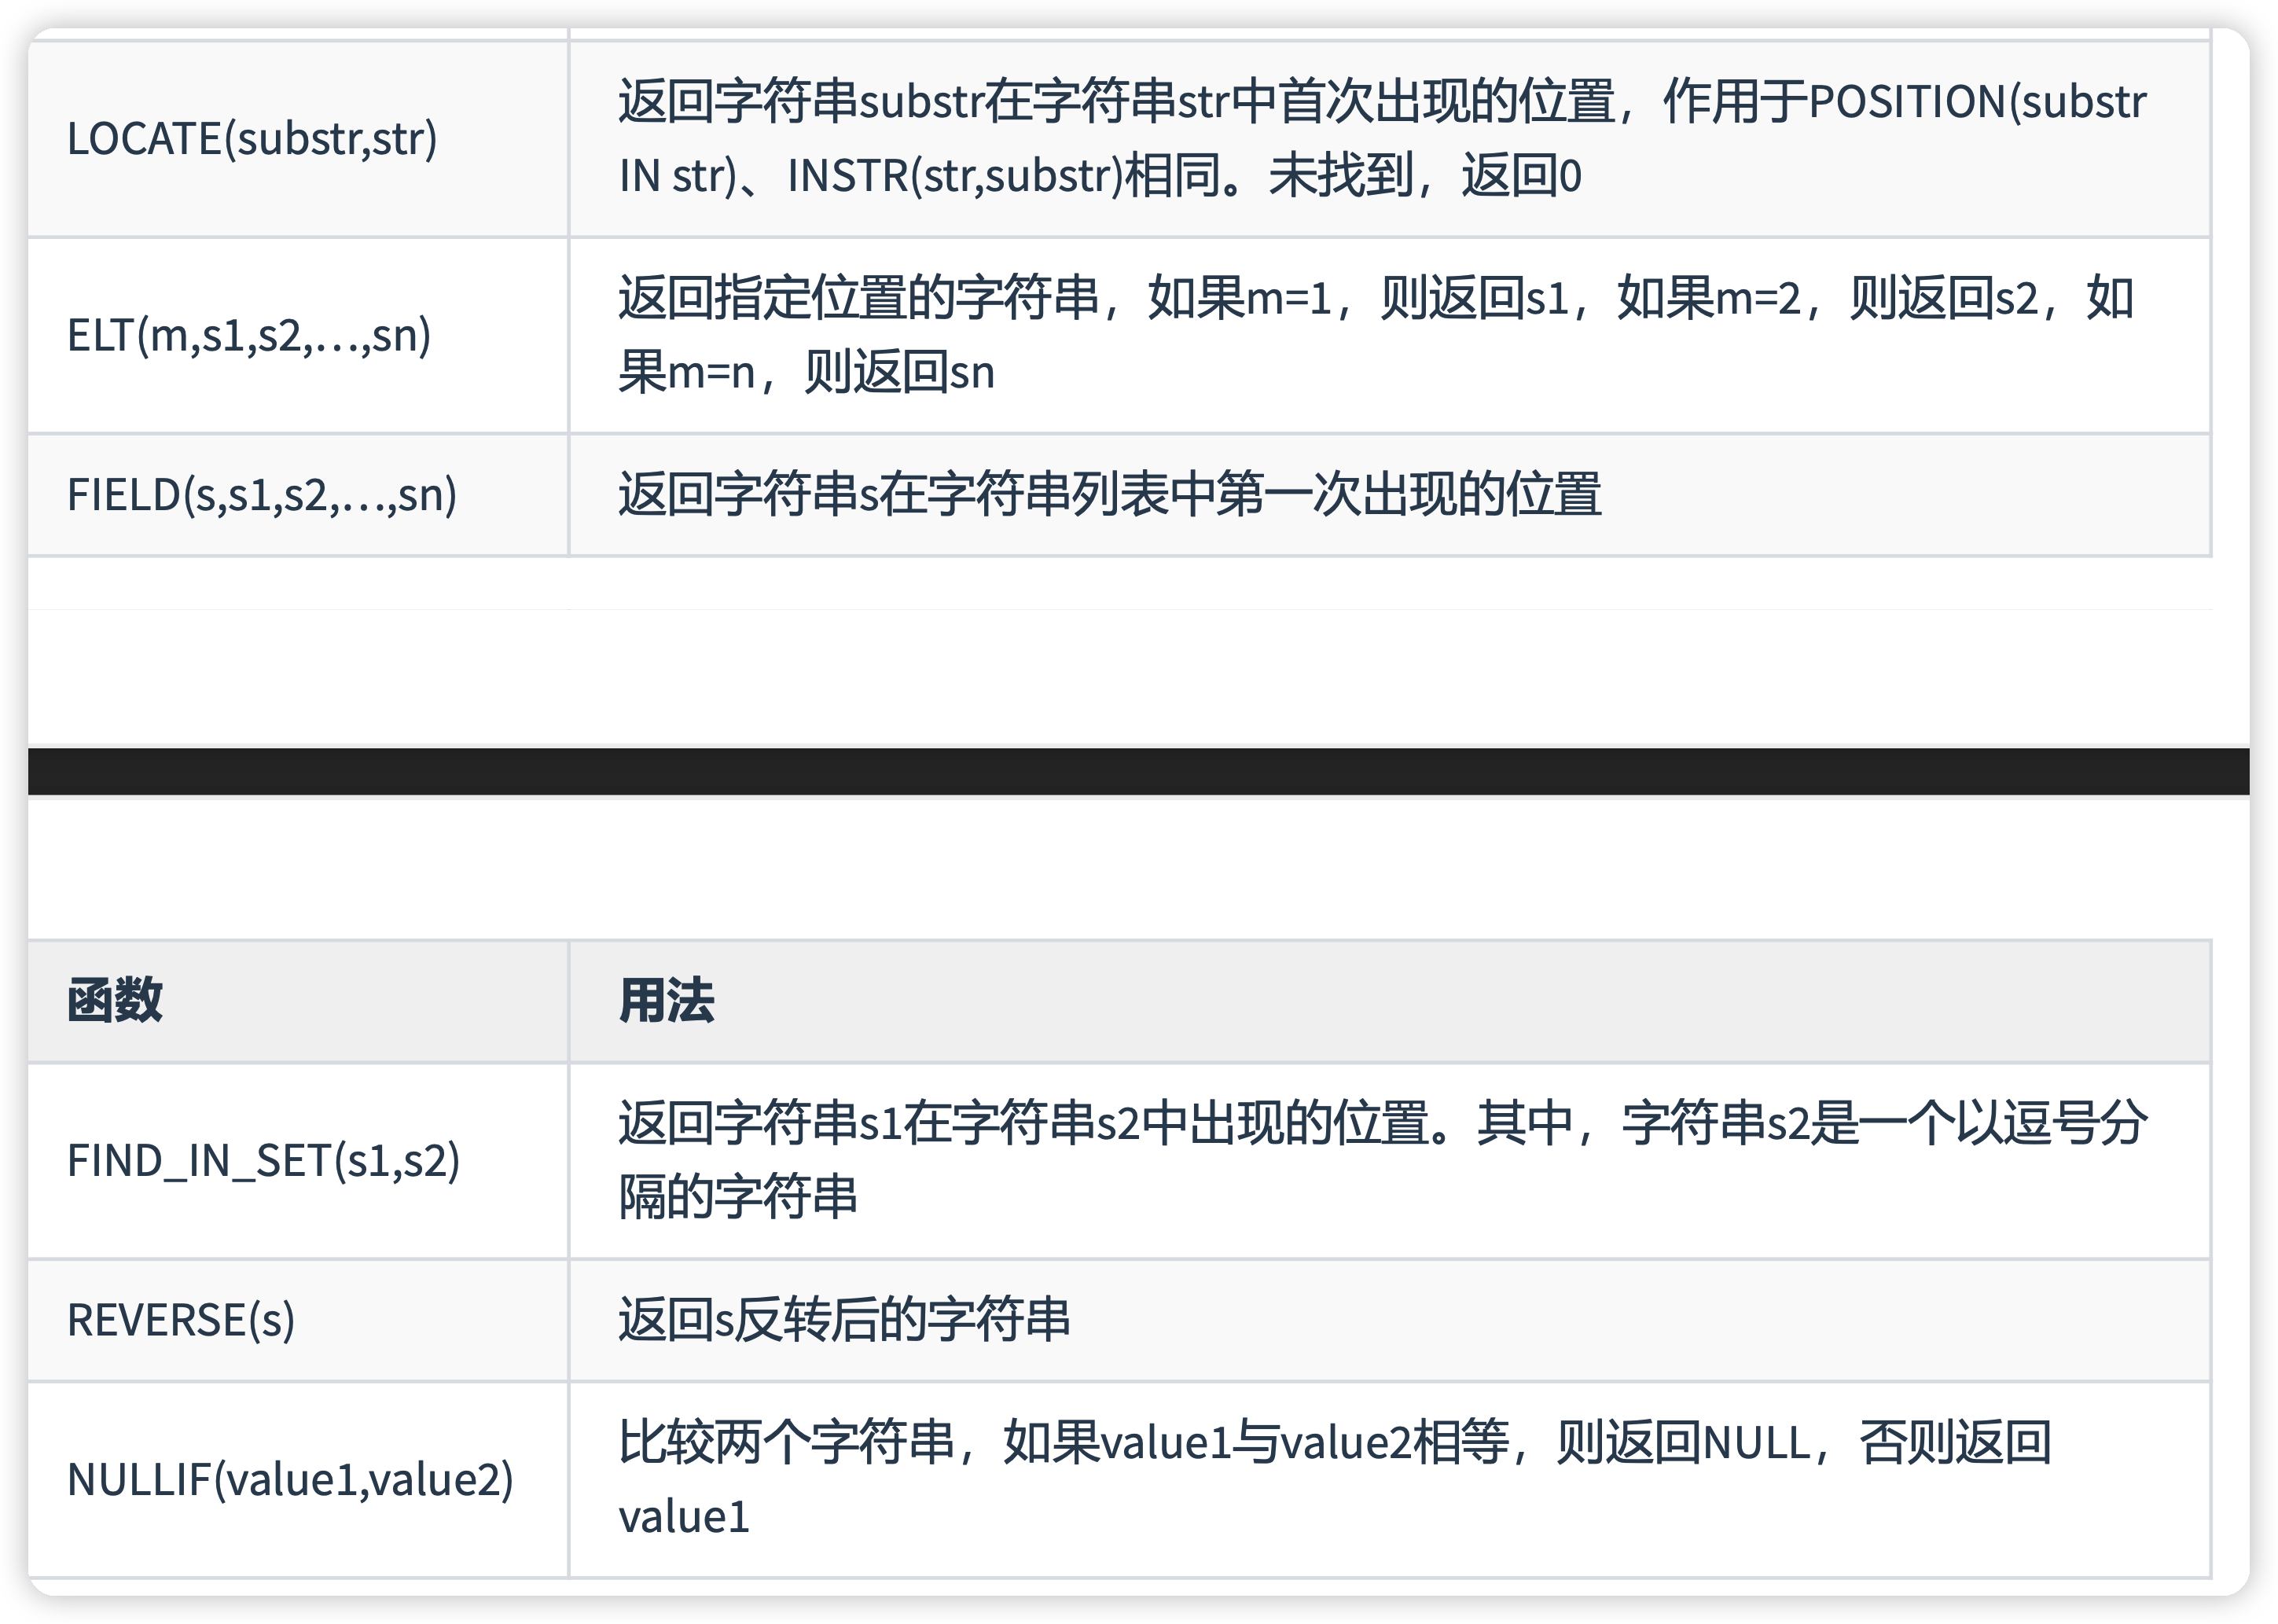 LOCATE(substr,str)
返回字符串substr在字符串str中首次出现的位置，作用于POSITION(substr
IN str)、INSTR(str,substr)相同。未找到，返回0
ELT(m,s1,s2,…,sn)
返回指定位置的字符串，如果m=1，则返回s1，如果m=2，则返回s2，如
果m=n，则返回sn
FIELD(s,s1,s2,…,sn)
返回字符串s在字符串列表中第一次出现的位置
函数
用法
FIND_IN_SET(s1,s2)
返回字符串s1在字符串s2中出现的位置。其中，字符串s2是一个以逗号分
隔的字符串
REVERSE(s)
返回s反转后的字符串
NULLIF(value1,value2)
比较两个字符串，如果value1与value2相等，则返回NULL，否则返回
value1